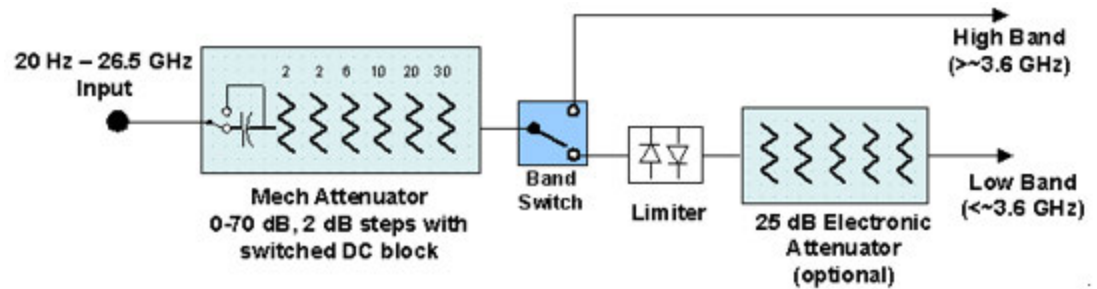 20 Hz – 26.5 GHz
Input
2 2 6 10 20 30
Mech Attenuator
0-70 dB, 2 dB steps with
switched DC block
Band
Switch
Limiter
25 dB Electronic
Attenuator
(optional)
High Band
(>~3.6 GHz)
Low Band
(<~3.6 GHz)